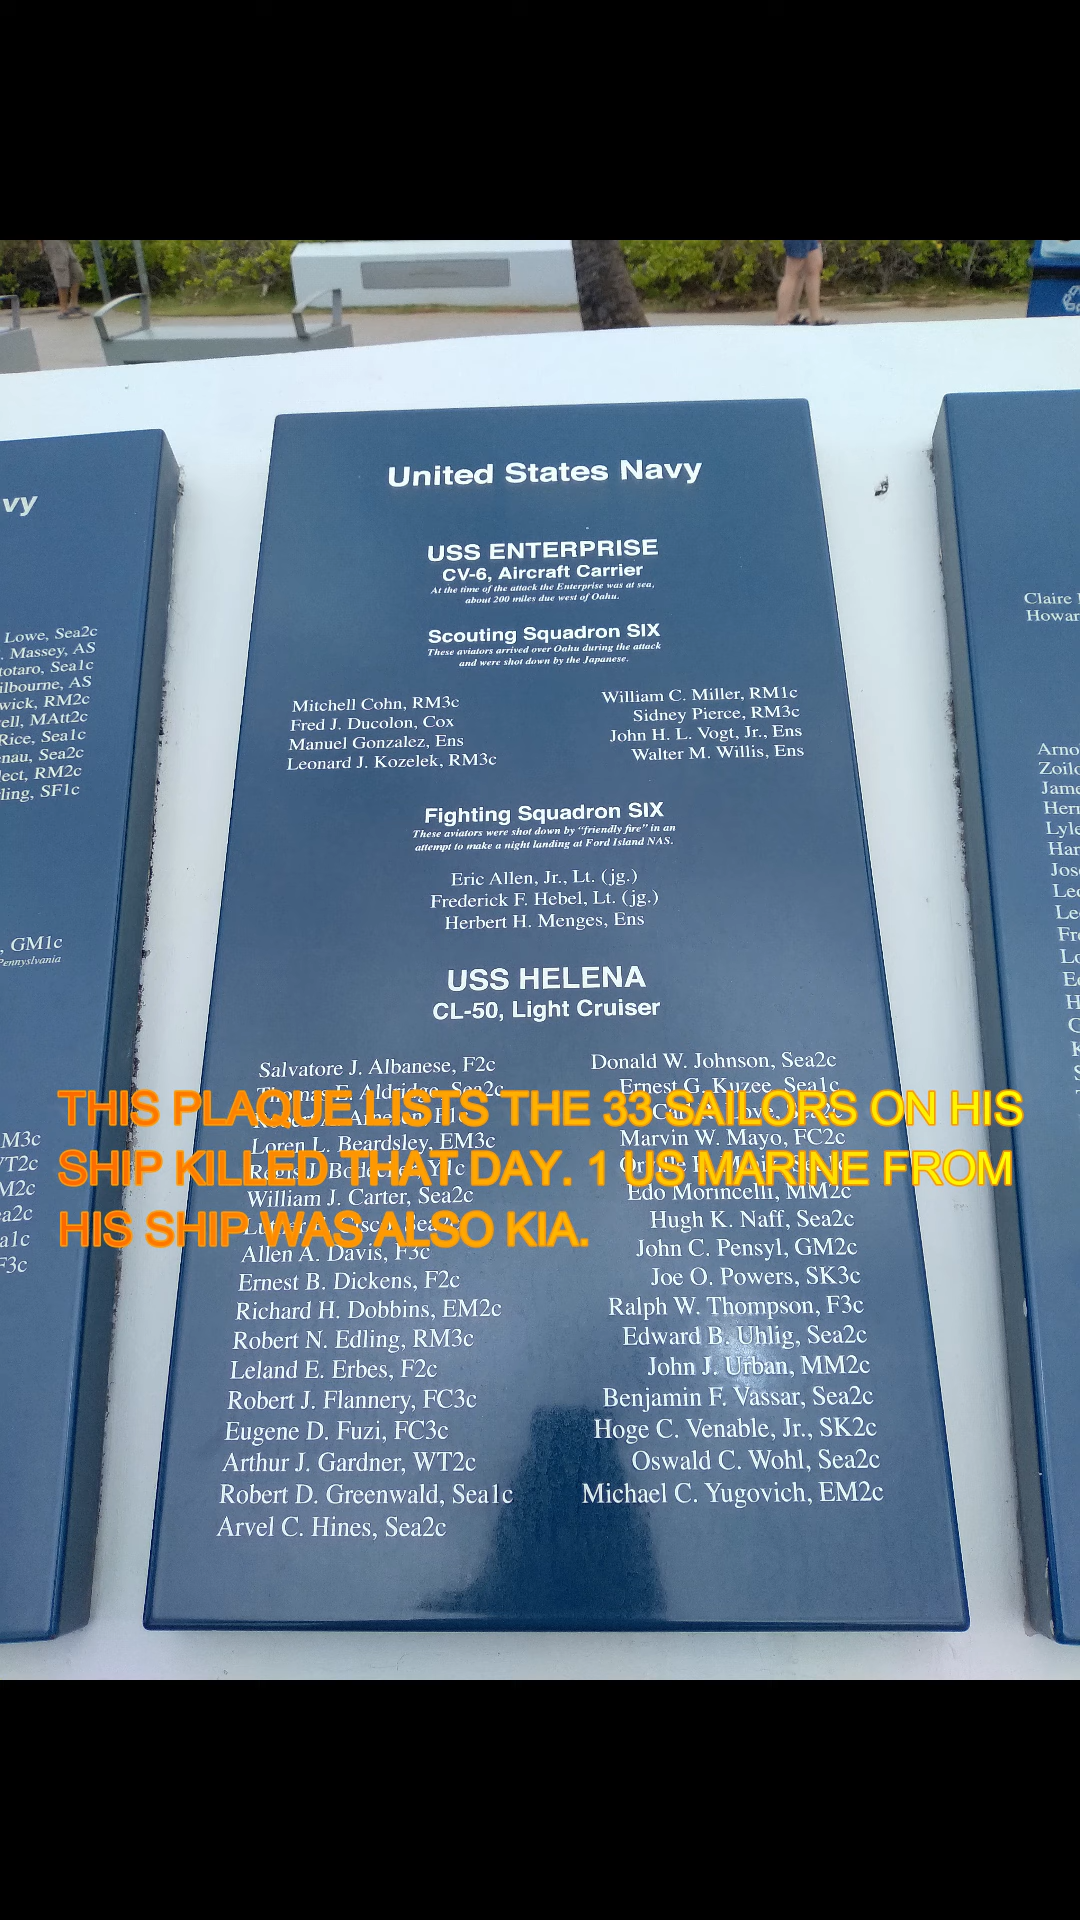 United States Navy
USS ENTERPRISE
CV-6, Aircraft Carrier
At the time of the attack the Enterprise was at sea,
about 200 miles due west of Oahu.
Scouting Squadron SIX
These aviators arrived over Oahu during the attack
and were shot down by the Japanese.
Mitchell Cohn, RM3c
Fred J. Ducolon, Cox
Manuel Gonzalez, Ens
Leonard J. Kozelek, RM3c
William C. Miller, RM1c
Sidney Pierce, RM3c
John H. L. Vogt, Jr., Ens
Walter M. Willis, Ens
Fighting Squadron SIX
These aviators were shot down by "friendly fire" in an
attempt to make a night landing at Ford Island NAS.
Eric Allen, Jr., Lt. (jg.)
Frederick F. Hebel, Lt. (jg.)
Herbert H. Menges, Ens
USS HELENA
CL-50, Light Cruiser
Salvatore J. Albanese, F2c
Thomas E. Aldridge, Sea2c
Loren L. Beardsley, EM3c
William J. Carter, Sea2c
Allen A. Davis, F3c
Ernest B. Dickens, F2c
Richard H. Dobbins, EM2c
Robert N. Edling, RM3c
Leland E. Erbes, F2c
Robert J. Flannery, FC3c
Eugene D. Fuzi, FC3c
Arthur J. Gardner, WT2c
Robert D. Greenwald, Sea1c
Arvel C. Hines, Sea2c
Donald W. Johnson, Sea2c
Ernest G. Kuzee, Sea1c
Marvin W. Mayo, FC2c
Edo Morincelli, MM2c
Hugh K. Naff, Sea2c
John C. Pensyl, GM2c
Joe O. Powers, SK3c
Ralph W. Thompson, F3c
Edward B. Uhlig, Sea2c
John J. Urban, MM2c
Benjamin F. Vassar, Sea2c
Hoge C. Venable, Jr., SK2c
Oswald C. Wohl, Sea2c
Michael C. Yugovich, EM2c
THIS PLAQUE LISTS THE 33 SAILORS ON HIS
SHIP KILLED THAT DAY. 1 US MARINE FROM
HIS SHIP WAS ALSO KIA.
vy
Lowe, Sea2c
. Massey, AS
totaro, Sea1c
ilbourne, AS
wick, RM2c
ell, MAtt2c
Rice, Sea1c
nau, Sea2c
lect, RM2c
ling, SF1c
, GM1c
Pennsylvania
M3c
T2c
M2c
a2c
a1c
F3c
Claire
Howar
Arno
Zoilo
Jame
Her
Lyle
Har
Jos
Le
Le
Fr